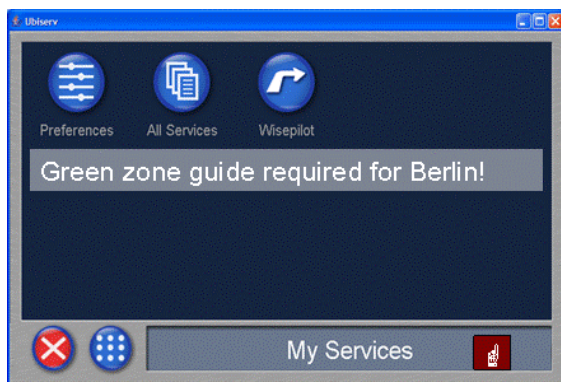 Ubiserv
Preferences All Services Wisepilot
Green zone guide required for Berlin!
My Services